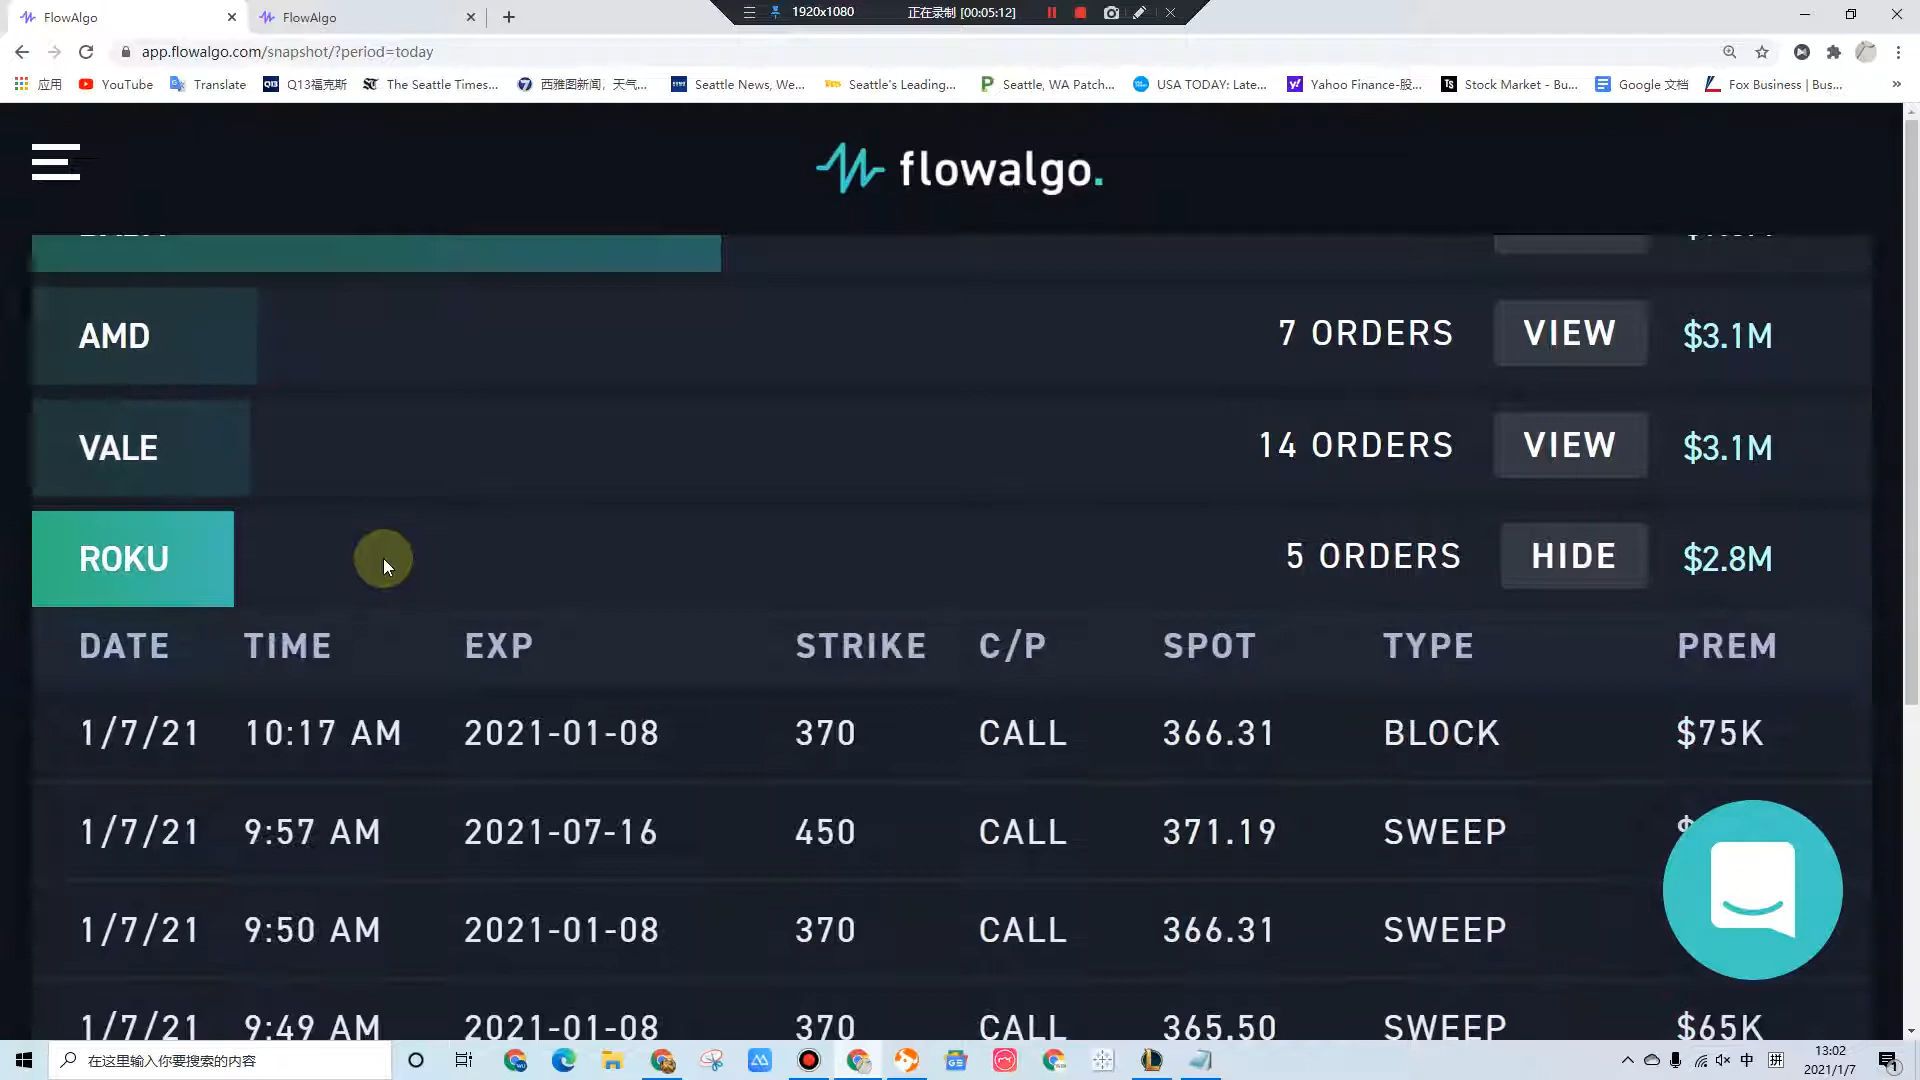 FlowAlgo
FlowAlgo
1920x1080
正在录制 [00:05:12]
app.flowalgo.com/snapshot/?period=today
应用
YouTube
Translate
Q13福克斯
The Seattle Times...
西雅图新闻，天气...
Seattle News, We...
Seattle's Leading...
Seattle, WA Patch...
USA TODAY: Late...
Yahoo Finance-股...
Stock Market - Bu...
Google 文档
Fox Business | Bus...
flowalgo.
AMD 7 ORDERS VIEW $3.1M
VALE 14 ORDERS VIEW $3.1M
ROKU 5 ORDERS HIDE $2.8M
DATE TIME EXP STRIKE C/P SPOT TYPE PREM
1/7/21 10:17 AM 2021-01-08 370 CALL 366.31 BLOCK $75K
1/7/21 9:57 AM 2021-07-16 450 CALL 371.19 SWEEP
1/7/21 9:50 AM 2021-01-08 370 CALL 366.31 SWEEP
1/7/21 9:49 AM 2021-01-08 370 CALL 365.50 SWEEP $65K
在这里输入你要搜索的内容
中
拼
13:02
2021/1/7